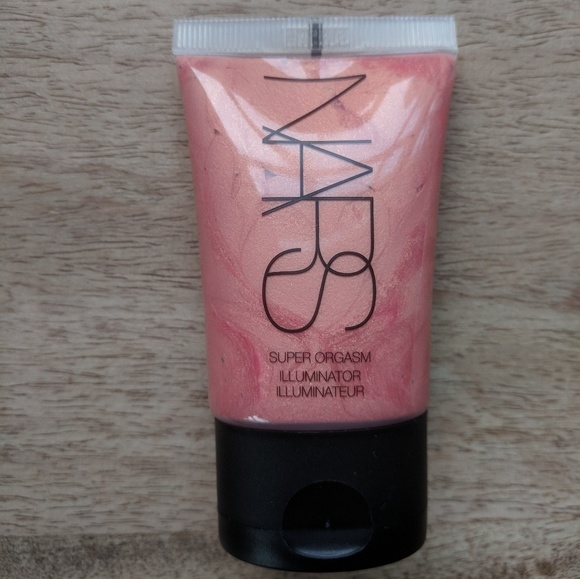 NARS
SUPER ORGASM
ILLUMINATOR
ILLUMINATEUR